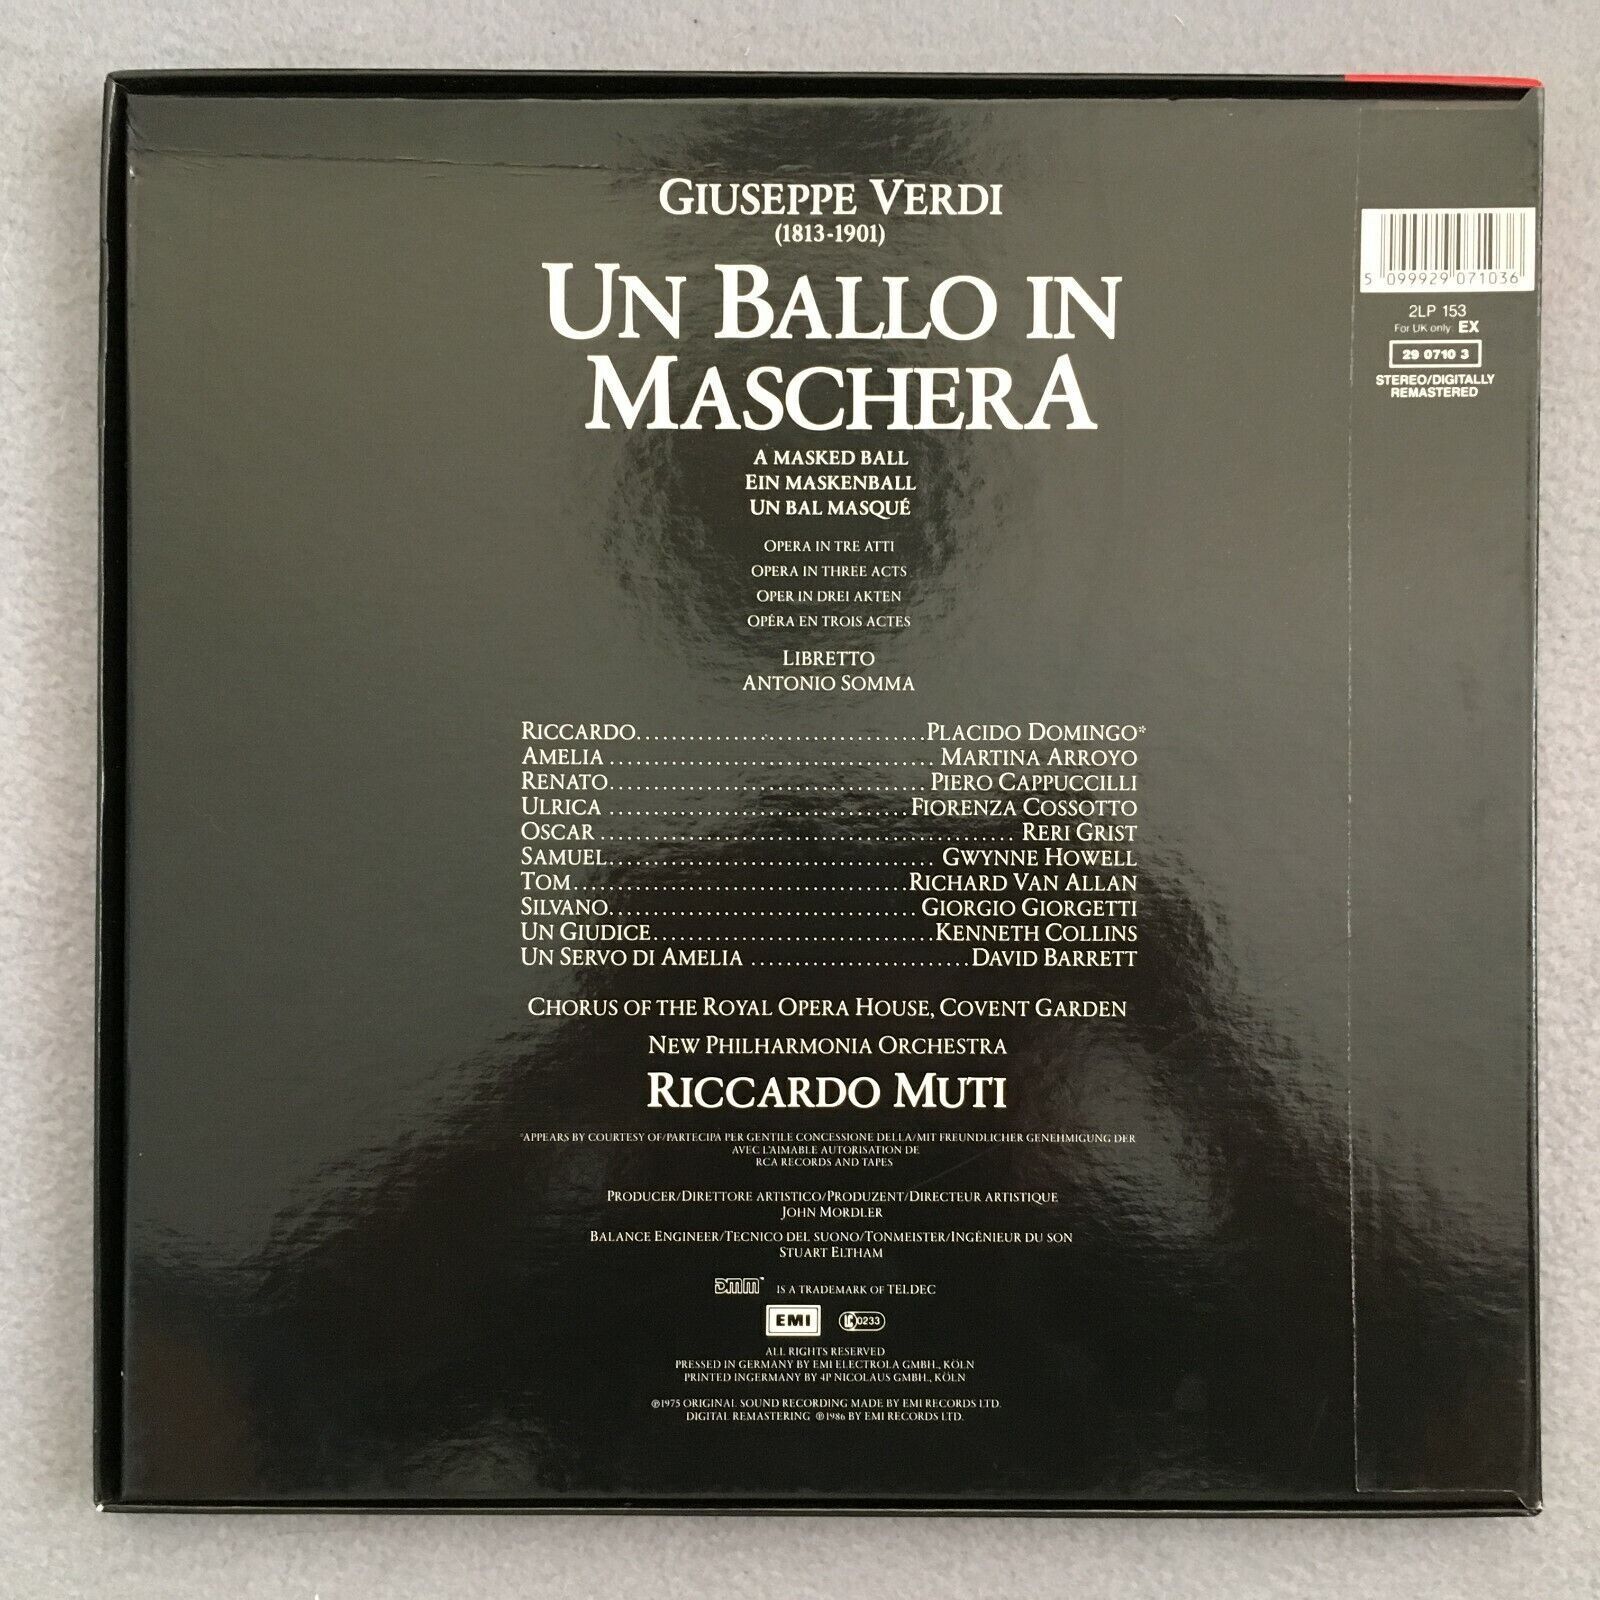 GIUSEPPE VERDI
(1813-1901)
UN BALLO IN
MASCHERA
A MASKED BALL
EIN MASKENBALL
UN BAL MASQUÉ
OPERA IN TRE ATTI
OPERA IN THREE ACTS
OPER IN DREI AKTEN
OPÉRA EN TROIS ACTES
LIBRETTO
ANTONIO SOMMA
RICCARDO................................PLACIDO DOMINGO*
AMELIA.....................................MARTINA ARROYO
RENATO....................................PIERO CAPPUCCILLI
ULRICA..................................FIORENZA COSSOTTO
OSCAR...............................................RERI GRIST
SAMUEL.....................................GWYNNE HOWELL
TOM......................................RICHARD VAN ALLAN
SILVANO...................................GIORGIO GIORGETTI
UN GIUDICE................................KENNETH COLLINS
UN SERVO DI AMELIA.........................DAVID BARRETT
CHORUS OF THE ROYAL OPERA HOUSE, COVENT GARDEN
NEW PHILHARMONIA ORCHESTRA
RICCARDO MUTI
*APPEARS BY COURTESY OF/PARTECIPA PER GENTILE CONCESSIONE DELLA/MIT FREUNDLICHER GENEHMIGUNG DER
AVEC L'AIMABLE AUTORISATION DE
RCA RECORDS AND TAPES
PRODUCER/DIRETTORE ARTISTICO/PRODUZENT/DIRECTEUR ARTISTIQUE
JOHN MORDLER
BALANCE ENGINEER/TECNICO DEL SUONO/TONMEISTER/INGÉNIEUR DU SON
STUART ELTHAM
DMM™ IS A TRADEMARK OF TELDEC
EMI LC 0233
ALL RIGHTS RESERVED
PRESSED IN GERMANY BY EMI ELECTROLA GMBH., KÖLN
PRINTED INGERMANY BY 4P NICOLAUS GMBH., KÖLN
℗1975 ORIGINAL SOUND RECORDING MADE BY EMI RECORDS LTD.
DIGITAL REMASTERING ℗1986 BY EMI RECORDS LTD.
5 099929 071036
2LP 153
For UK only: EX
29 0710 3
STEREO/DIGITALLY
REMASTERED